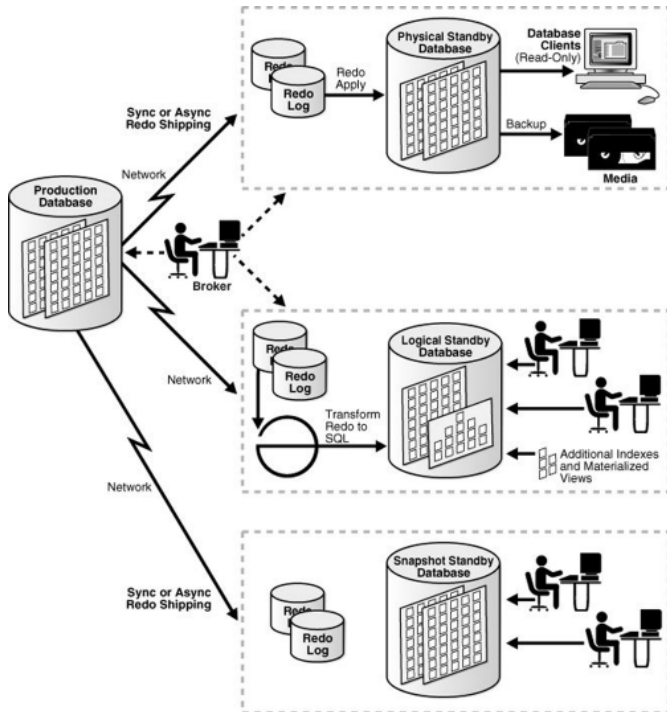 Physical Standby
Database
Database
Clients
(Read-Only)
Redo
Redo
Log
Redo
Apply
Backup
Media
Sync or Async
Redo Shipping
Network
Production
Database
Broker
Network
Redo
Redo
Log
Transform
Redo to
SQL
Logical Standby
Database
Additional Indexes
and Materialized
Views
Network
Sync or Async
Redo Shipping
Redo
Redo
Log
Snapshot Standby
Database